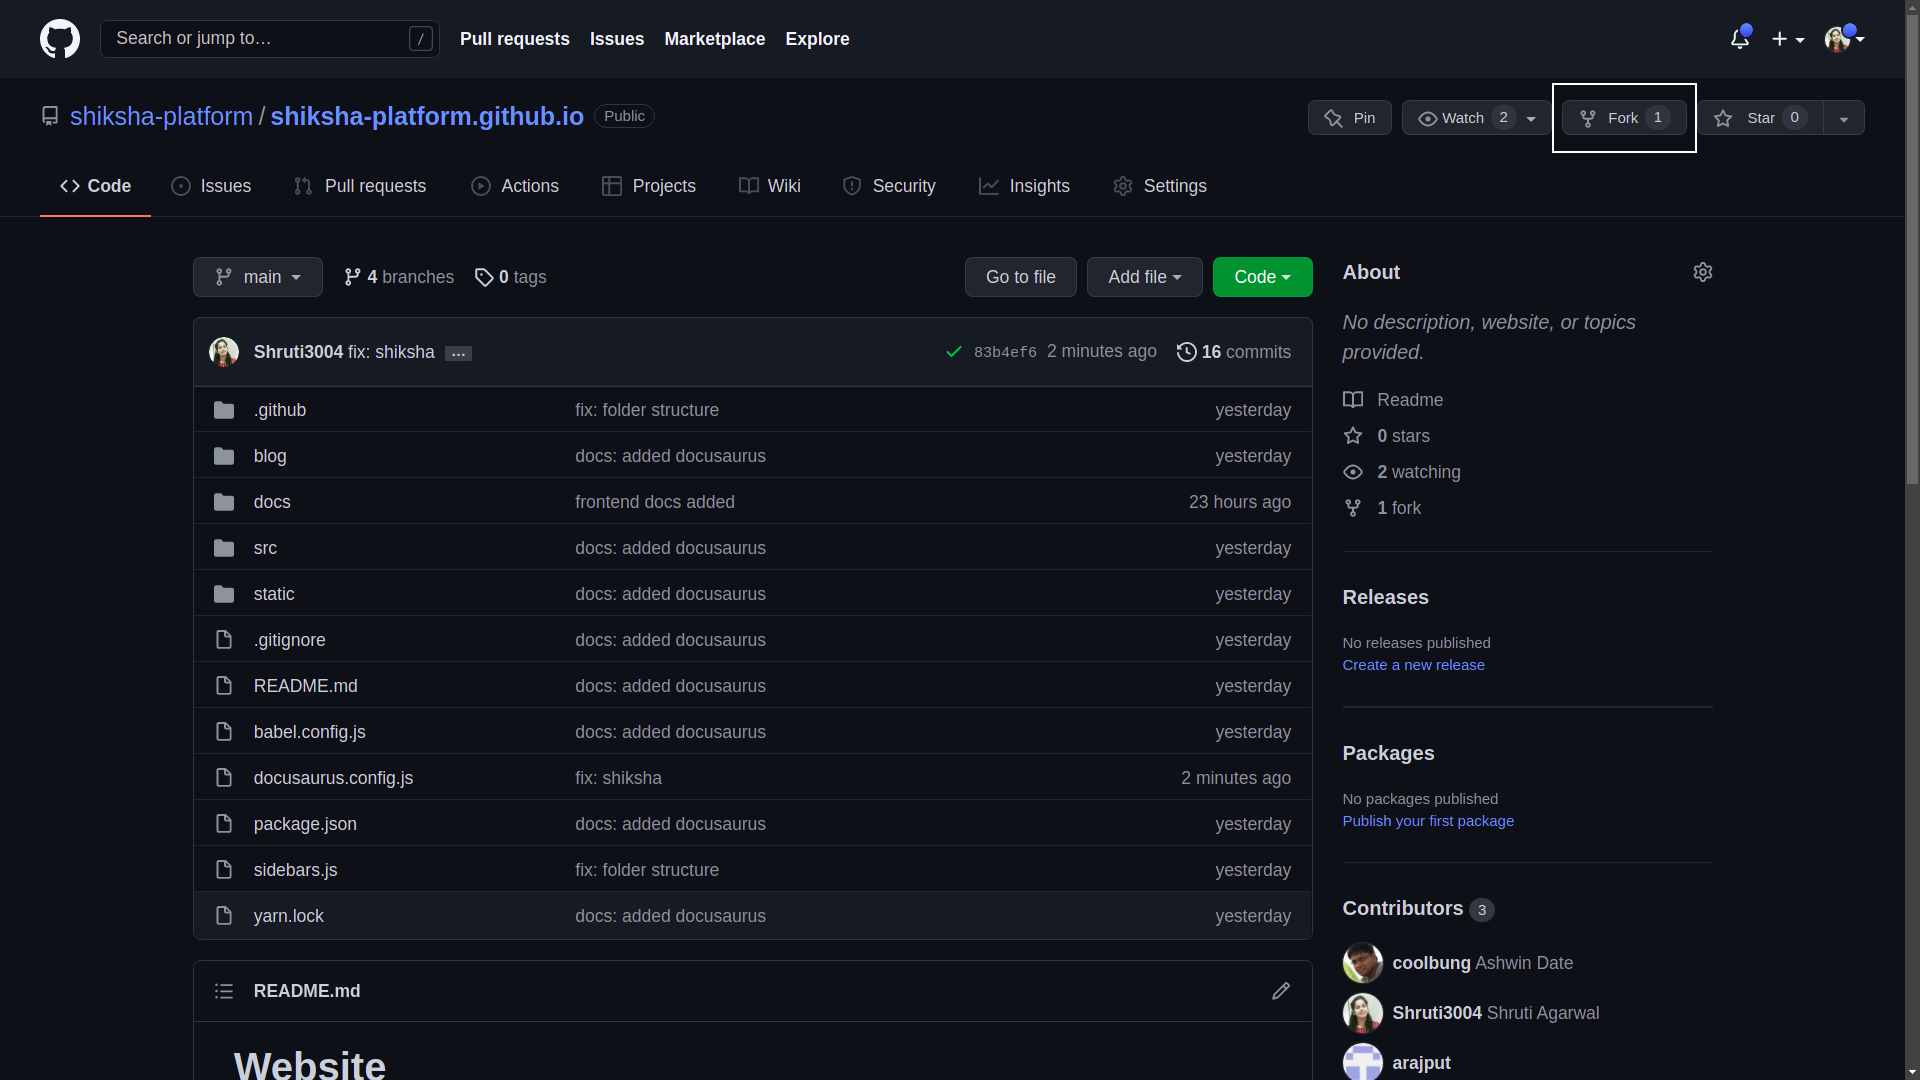 Search or jump to… /
Pull requests Issues Marketplace Explore
shiksha-platform / shiksha-platform.github.io Public
Pin Watch 2 Fork 1 Star 0
Code Issues Pull requests Actions Projects Wiki Security Insights Settings
main 4 branches 0 tags Go to file Add file Code
Shruti3004 fix: shiksha … 83b4ef6 2 minutes ago 16 commits
.github fix: folder structure yesterday
blog docs: added docusaurus yesterday
docs frontend docs added 23 hours ago
src docs: added docusaurus yesterday
static docs: added docusaurus yesterday
.gitignore docs: added docusaurus yesterday
README.md docs: added docusaurus yesterday
babel.config.js docs: added docusaurus yesterday
docusaurus.config.js fix: shiksha 2 minutes ago
package.json docs: added docusaurus yesterday
sidebars.js fix: folder structure yesterday
yarn.lock docs: added docusaurus yesterday
README.md
Website
About
No description, website, or topics
provided.
Readme
0 stars
2 watching
1 fork
Releases
No releases published
Create a new release
Packages
No packages published
Publish your first package
Contributors 3
coolbung Ashwin Date
Shruti3004 Shruti Agarwal
arajput